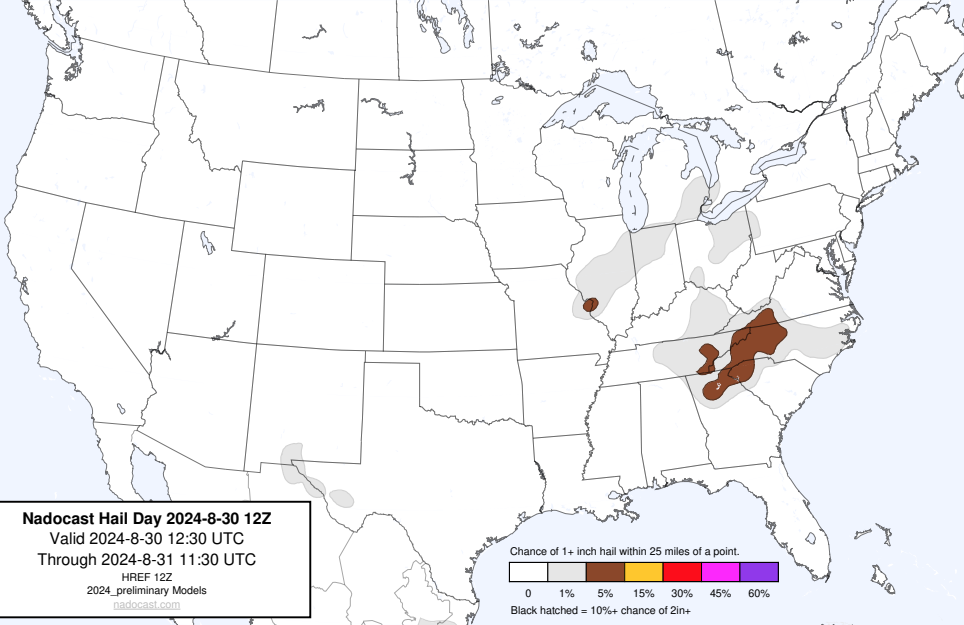 Nadocast Hail Day 2024-8-30 12Z
Valid 2024-8-30 12:30 UTC
Through 2024-8-31 11:30 UTC
HREF 12Z
2024_preliminary Models
nadocast.com
Chance of 1+ inch hail within 25 miles of a point.
0 1% 5% 15% 30% 45% 60%
Black hatched = 10%+ chance of 2in+